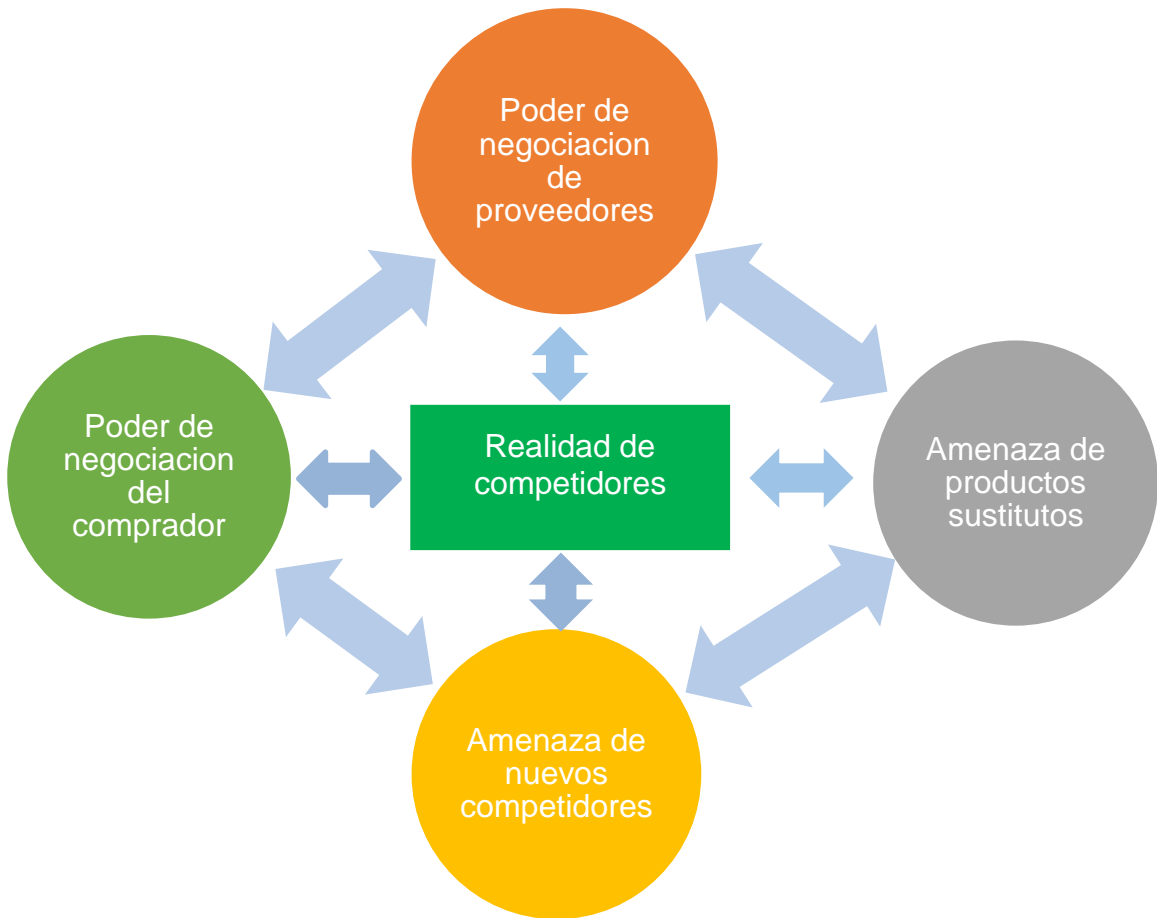 Poder de
negociacion
de
proveedores
Poder de
negociacion
del
comprador
Realidad de
competidores
Amenaza de
productos
sustitutos
Amenaza de
nuevos
competidores